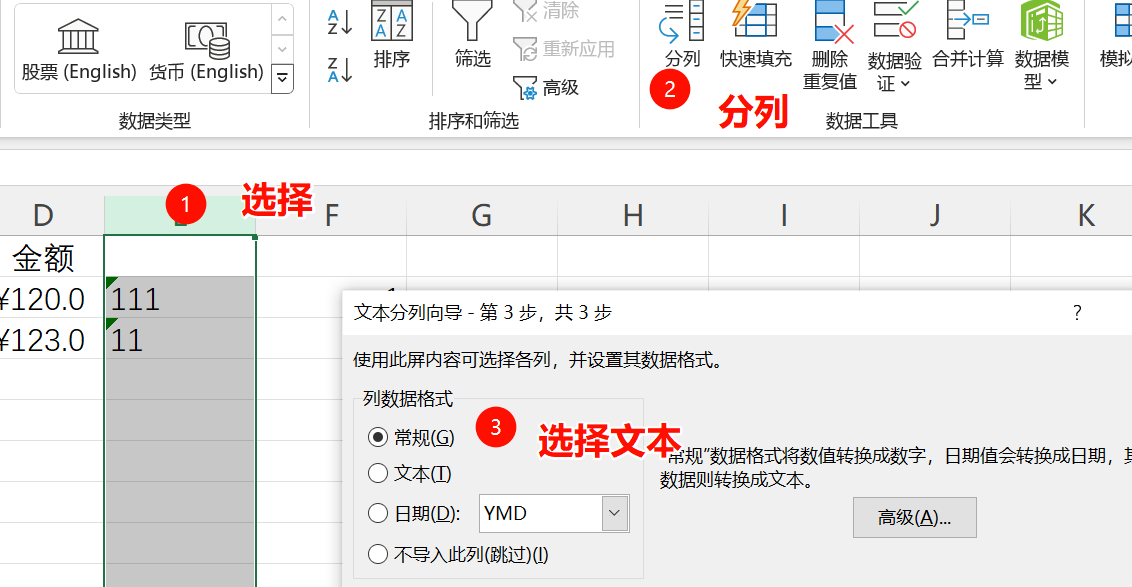 股票 (English) 货币 (English)
数据类型
排序
筛选
清除
重新应用
高级
排序和筛选
分列
快速填充
删除
重复值
数据验
证
合并计算
数据模
型
数据工具
2
分列
1
选择
D F G H I J K
金额
¥120.0 111
¥123.0 11
文本分列向导 - 第 3 步，共 3 步 ?
使用此屏内容可选择各列，并设置其数据格式。
列数据格式
常规(G)
文本(T)
日期(D): YMD
不导入此列(跳过)(I)
3
选择文本
常规"数据格式将数值转换成数字，日期值会转换成日期，其
数据则转换成文本。
高级(A)...